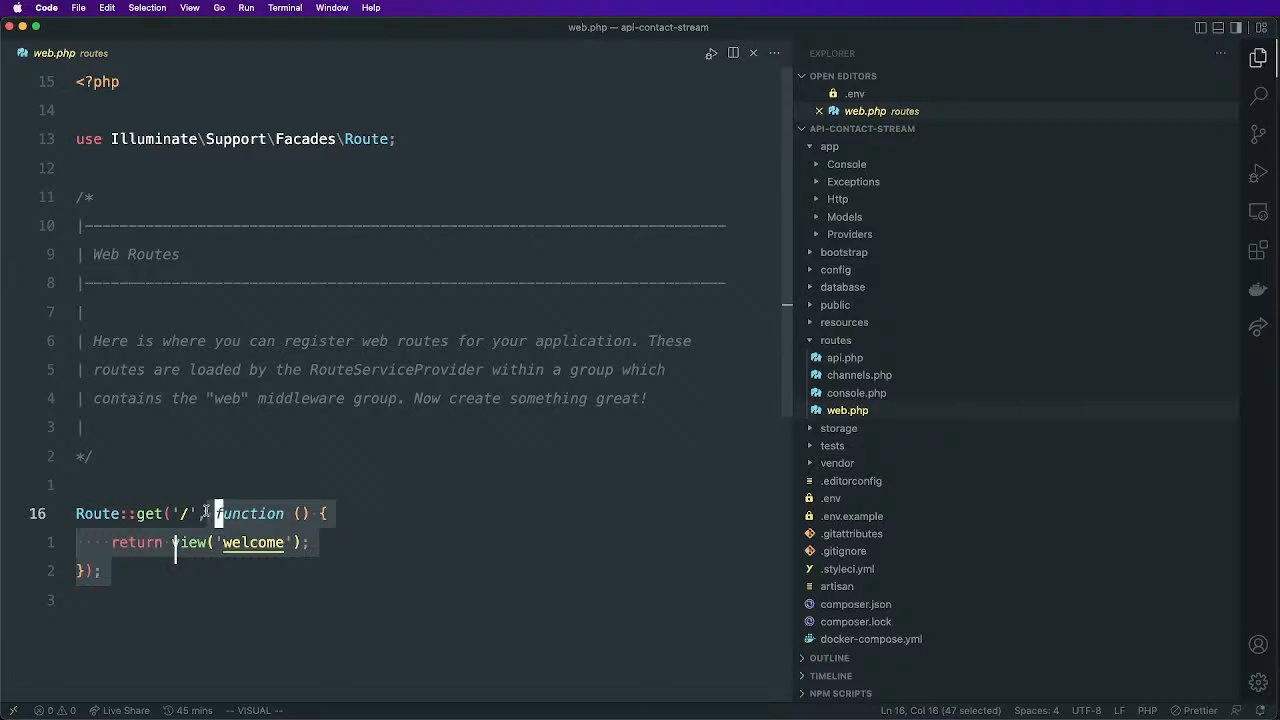 Code File Edit Selection View Go Run Terminal Window Help
web.php — api-contact-stream
web.php routes
15 <?php
14
13 use Illuminate\Support\Facades\Route;
12
11 /*
10 |--------------------------------------------------------------------------
9 | Web Routes
8 |--------------------------------------------------------------------------
7 |
6 | Here is where you can register web routes for your application. These
5 | routes are loaded by the RouteServiceProvider within a group which
4 | contains the "web" middleware group. Now create something great!
3 |
2 */
1
16 Route::get('/', function () {
1 ····return view('welcome');
2 });
3
EXPLORER
OPEN EDITORS
.env
web.php routes
API-CONTACT-STREAM
app
Console
Exceptions
Http
Models
Providers
bootstrap
config
database
public
resources
routes
api.php
channels.php
console.php
web.php
storage
tests
vendor
.editorconfig
.env
.env.example
.gitattributes
.gitignore
.styleci.yml
artisan
composer.json
composer.lock
docker-compose.yml
OUTLINE
TIMELINE
NPM SCRIPTS
0 0 Live Share 45 mins -- VISUAL -- Ln 16, Col 16 (47 selected) Spaces: 4 UTF-8 LF PHP Prettier